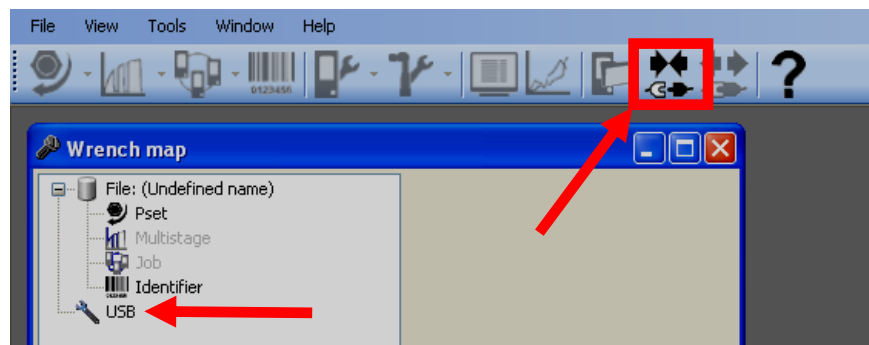 File View Tools Window Help
0123456
?
Wrench map
File: (Undefined name)
Pset
Multistage
Job
Identifier
USB